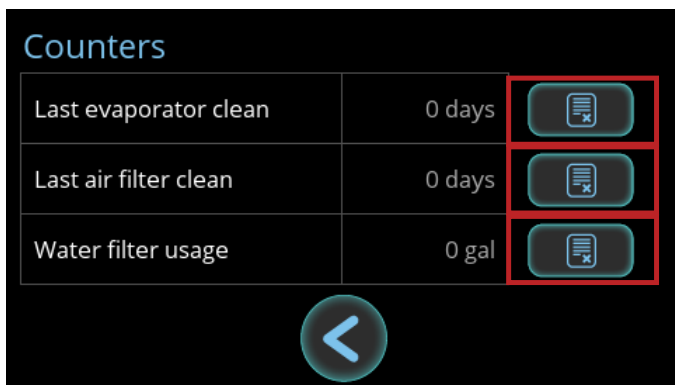 Counters
Last evaporator clean 0 days
Last air filter clean 0 days
Water filter usage 0 gal